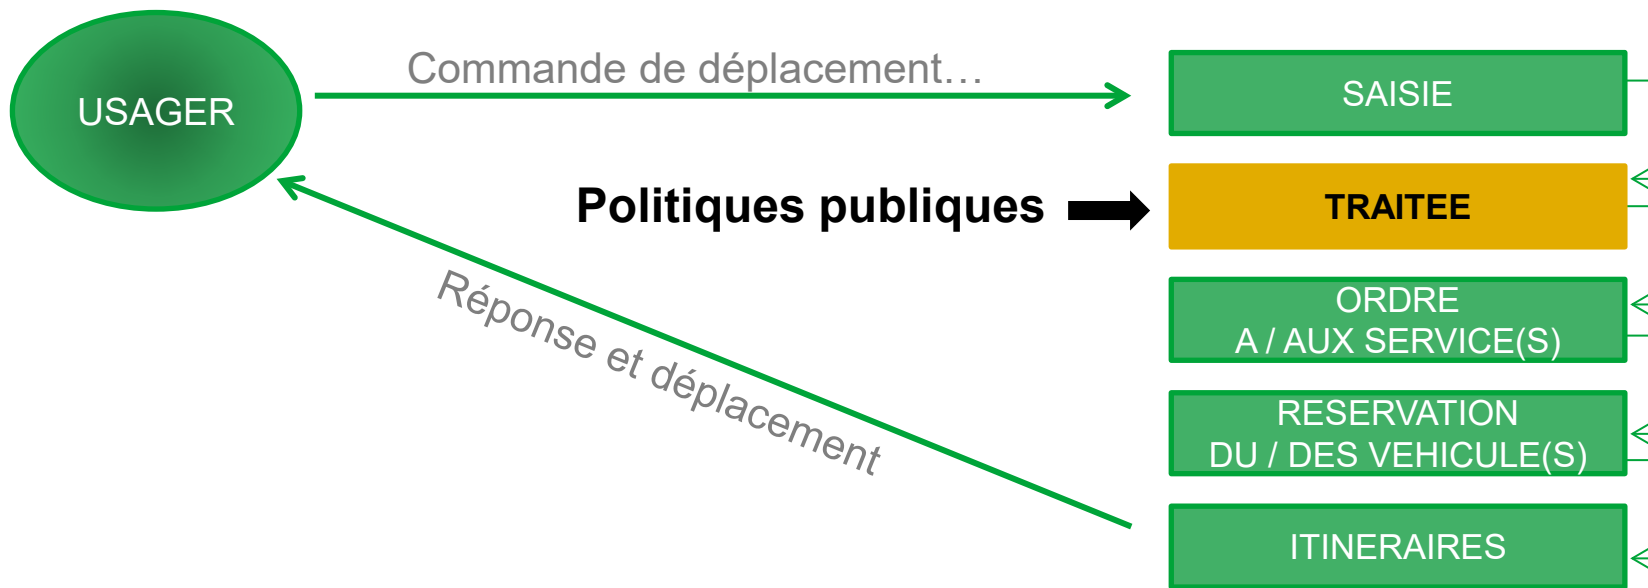 USAGER
Commande de déplacement…
SAISIE
Politiques publiques
TRAITEE
Réponse et déplacement
ORDRE
A / AUX SERVICE(S)
RESERVATION
DU / DES VEHICULE(S)
ITINERAIRES